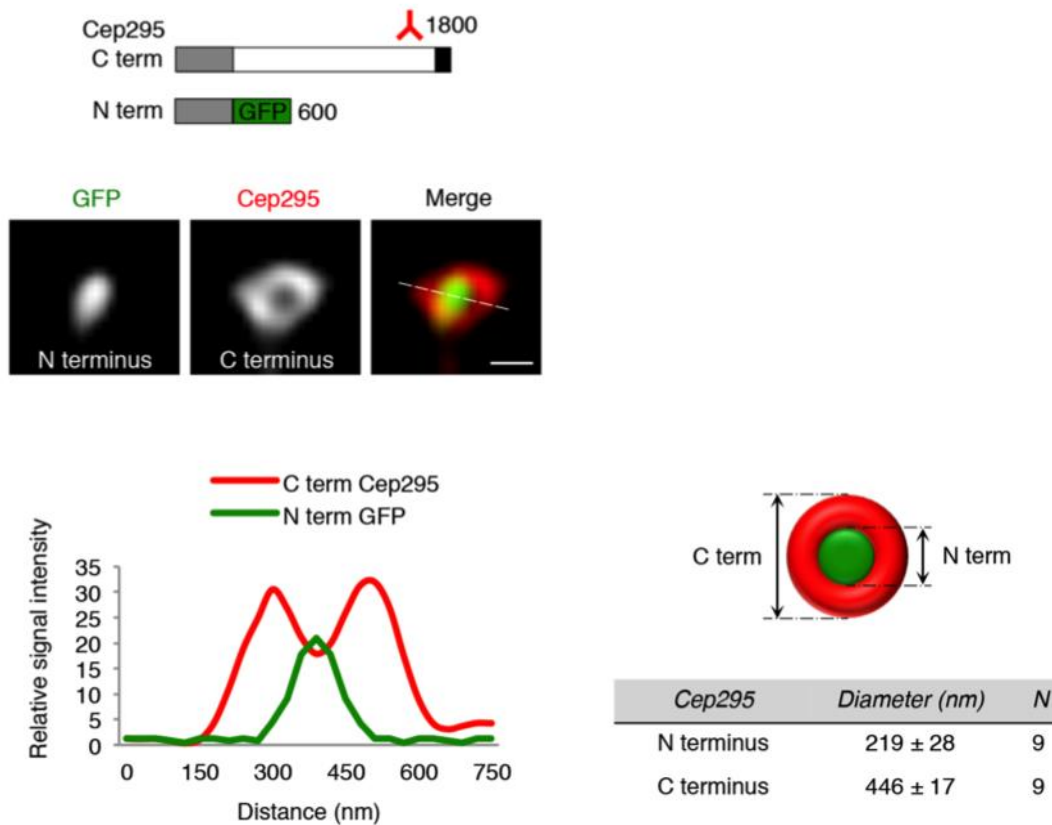 Cep295
C term
1800
N term GFP 600
GFP Cep295 Merge
N terminus C terminus
C term Cep295
N term GFP
Relative signal intensity
35
30
25
20
15
10
5
0
0 150 300 450 600 750
Distance (nm)
C term N term
Cep295 Diameter (nm) N
N terminus 219 ± 28 9
C terminus 446 ± 17 9